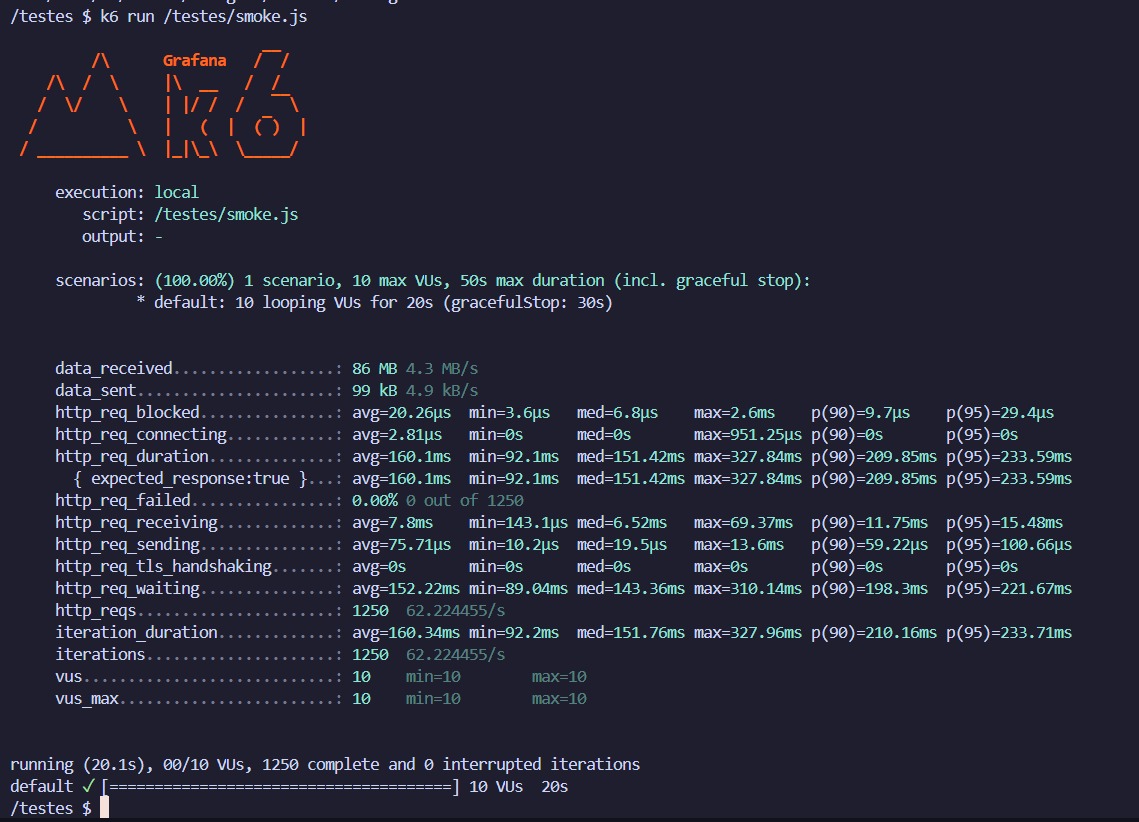 /testes $ k6 run /testes/smoke.js
Grafana
execution: local
script: /testes/smoke.js
output: -
scenarios: (100.00%) 1 scenario, 10 max VUs, 50s max duration (incl. graceful stop):
* default: 10 looping VUs for 20s (gracefulStop: 30s)
data_received..................: 86 MB 4.3 MB/s
data_sent......................: 99 kB 4.9 kB/s
http_req_blocked...............: avg=20.26µs min=3.6µs med=6.8µs max=2.6ms p(90)=9.7µs p(95)=29.4µs
http_req_connecting............: avg=2.81µs min=0s med=0s max=951.25µs p(90)=0s p(95)=0s
http_req_duration..............: avg=160.1ms min=92.1ms med=151.42ms max=327.84ms p(90)=209.85ms p(95)=233.59ms
{ expected_response:true }...: avg=160.1ms min=92.1ms med=151.42ms max=327.84ms p(90)=209.85ms p(95)=233.59ms
http_req_failed................: 0.00% 0 out of 1250
http_req_receiving.............: avg=7.8ms min=143.1µs med=6.52ms max=69.37ms p(90)=11.75ms p(95)=15.48ms
http_req_sending...............: avg=75.71µs min=10.2µs med=19.5µs max=13.6ms p(90)=59.22µs p(95)=100.66µs
http_req_tls_handshaking.......: avg=0s min=0s med=0s max=0s p(90)=0s p(95)=0s
http_req_waiting...............: avg=152.22ms min=89.04ms med=143.36ms max=310.14ms p(90)=198.3ms p(95)=221.67ms
http_reqs......................: 1250 62.224455/s
iteration_duration.............: avg=160.34ms min=92.2ms med=151.76ms max=327.96ms p(90)=210.16ms p(95)=233.71ms
iterations.....................: 1250 62.224455/s
vus............................: 10 min=10 max=10
vus_max........................: 10 min=10 max=10
running (20.1s), 00/10 VUs, 1250 complete and 0 interrupted iterations
default ✓ [======================================] 10 VUs 20s
/testes $